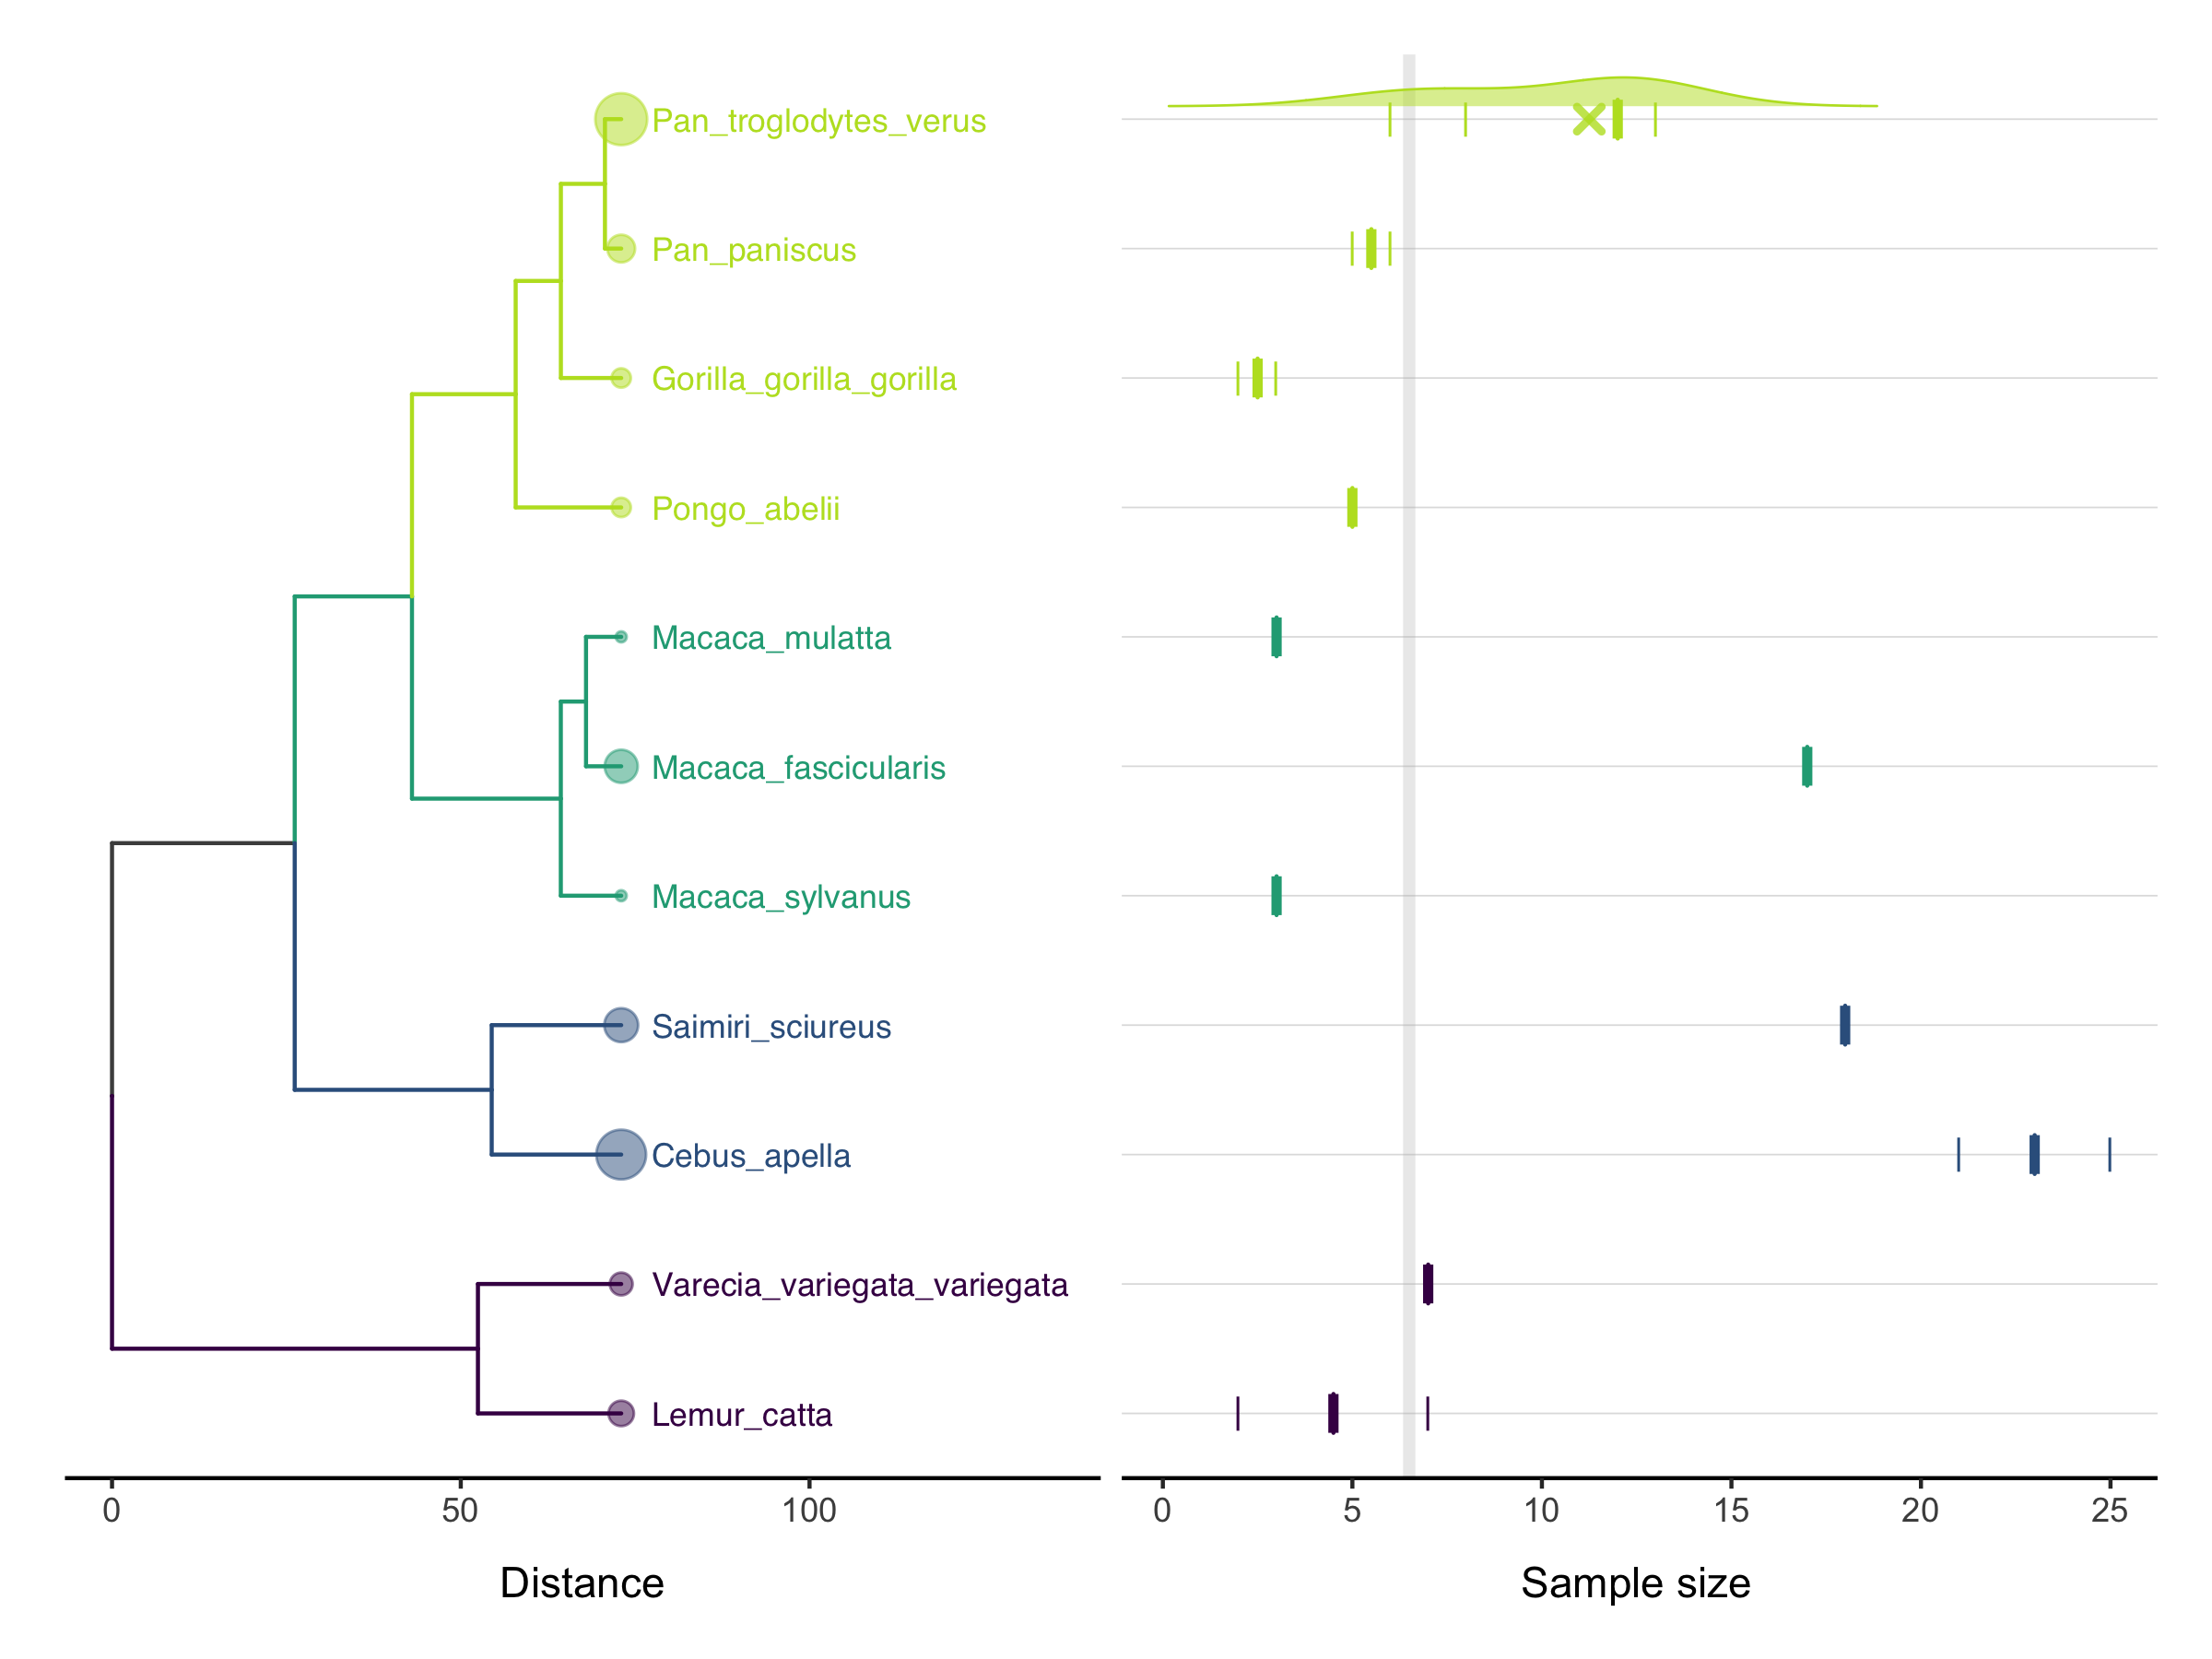 Pan_troglodytes_verus
Pan_paniscus
Gorilla_gorilla_gorilla
Pongo_abelii
Macaca_mulatta
Macaca_fascicularis
Macaca_sylvanus
Saimiri_sciureus
Cebus_apella
Varecia_variegata_variegata
Lemur_catta
0 50 100
Distance
0 5 10 15 20 25
Sample size